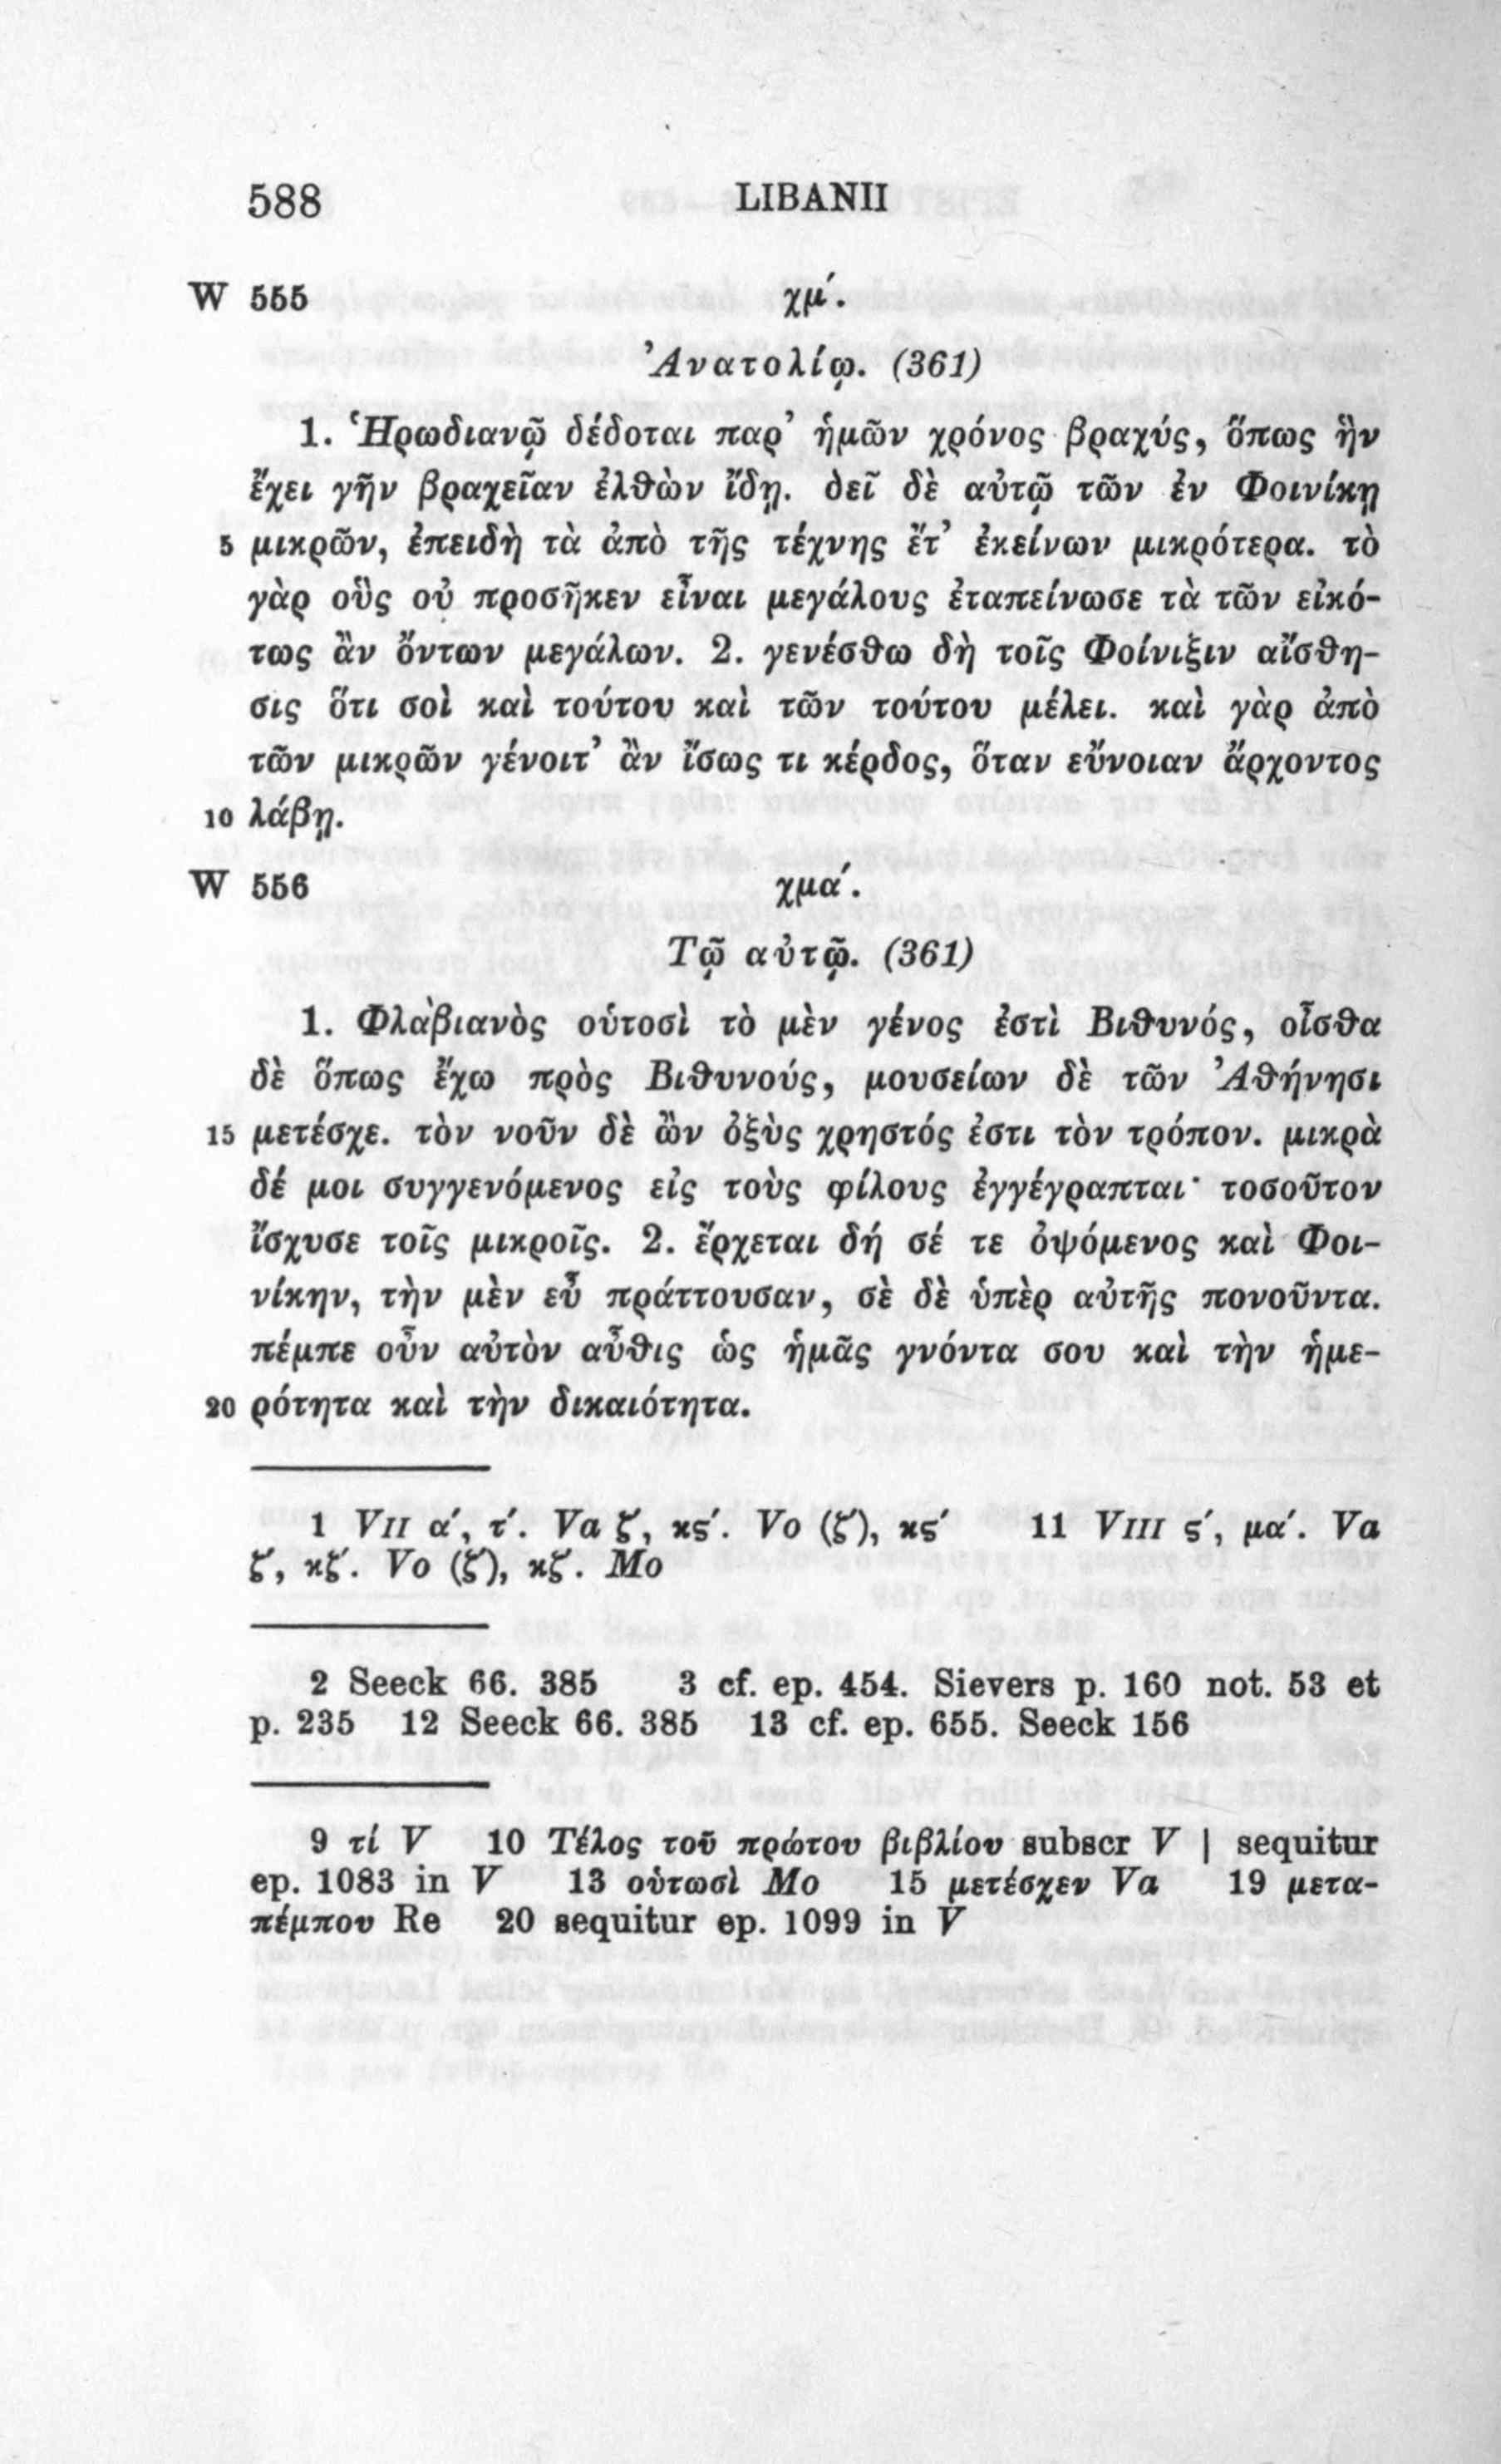 588 LIBANII
W 555 χμ΄.
Ἀνατολίῳ. (361)
1. Ἡρωδιανῷ δέδοται παρ’ ἡμῶν χρόνος βραχύς, ὅπως ἣν
ἔχει γῆν βραχεῖαν ἐλθὼν ἴδῃ. δεῖ δὲ αὐτῷ τῶν ἐν Φοινίκῃ
5 μικρῶν, ἐπειδὴ τὰ ἀπὸ τῆς τέχνης ἔτ’ ἐκείνων μικρότερα. τὸ
γὰρ οὓς οὐ προσῆκεν εἶναι μεγάλους ἐταπείνωσε τὰ τῶν εἰκό-
τως ἂν ὄντων μεγάλων. 2. γενέσθω δὴ τοῖς Φοίνιξιν αἴσθη-
σις ὅτι σοὶ καὶ τούτου καὶ τῶν τούτου μέλει. καὶ γὰρ ἀπὸ
τῶν μικρῶν γένοιτ’ ἂν ἴσως τι κέρδος, ὅταν εὔνοιαν ἄρχοντος
10 λάβῃ.
W 556 χμα΄.
Τῷ αὐτῷ. (361)
1. Φλαβιανὸς οὑτοσὶ τὸ μὲν γένος ἐστὶ Βιθυνός, οἶσθα
δὲ ὅπως ἔχω πρὸς Βιθυνούς, μουσείων δὲ τῶν Ἀθήνησι
15 μετέσχε. τὸν νοῦν δὲ ὢν ὀξὺς χρηστός ἐστι τὸν τρόπον. μικρὰ
δέ μοι συγγενόμενος εἰς τοὺς φίλους ἐγγέγραπται· τοσοῦτον
ἴσχυσε τοῖς μικροῖς. 2. ἔρχεται δή σέ τε ὀψόμενος καὶ Φοι-
νίκην, τὴν μὲν εὖ πράττουσαν, σὲ δὲ ὑπὲρ αὐτῆς πονοῦντα.
πέμπε οὖν αὐτὸν αὖθις ὡς ἡμᾶς γνόντα σου καὶ τὴν ἡμε-
20 ρότητα καὶ τὴν δικαιότητα.
1 VII α΄, τ΄. Va ζ΄, κς΄. Vo (ζ΄), κς΄ 11 VIII ς΄, μα΄. Va
ζ΄, κζ΄. Vo (ζ΄), κζ΄. Mo
2 Seeck 66. 385 3 cf. ep. 454. Sievers p. 160 not. 53 et
p. 235 12 Seeck 66. 385 13 cf. ep. 655. Seeck 156
9 τί V 10 Τέλος τοῦ πρώτου βιβλίου subscr V | sequitur
ep. 1083 in V 13 οὑτωσὶ Mo 15 μετέσχεν Va 19 μετα-
πέμπου Re 20 sequitur ep. 1099 in V